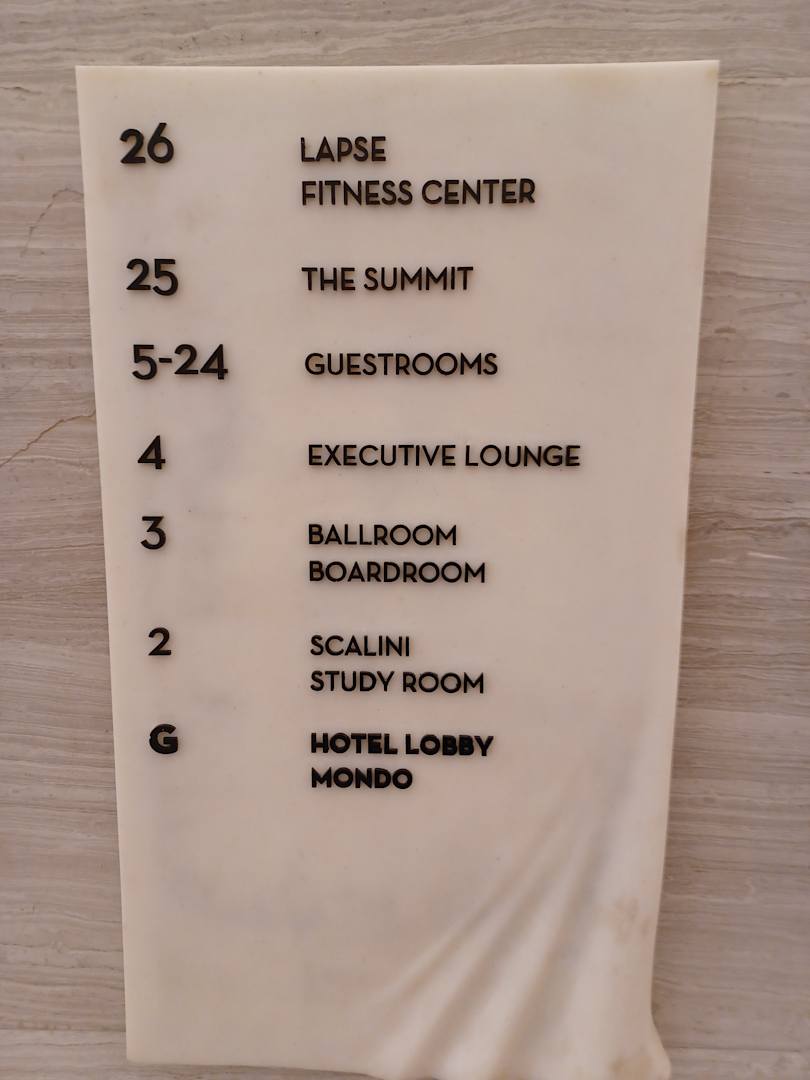 26 LAPSE
FITNESS CENTER
25 THE SUMMIT
5-24 GUESTROOMS
4 EXECUTIVE LOUNGE
3 BALLROOM
BOARDROOM
2 SCALINI
STUDY ROOM
G HOTEL LOBBY
MONDO